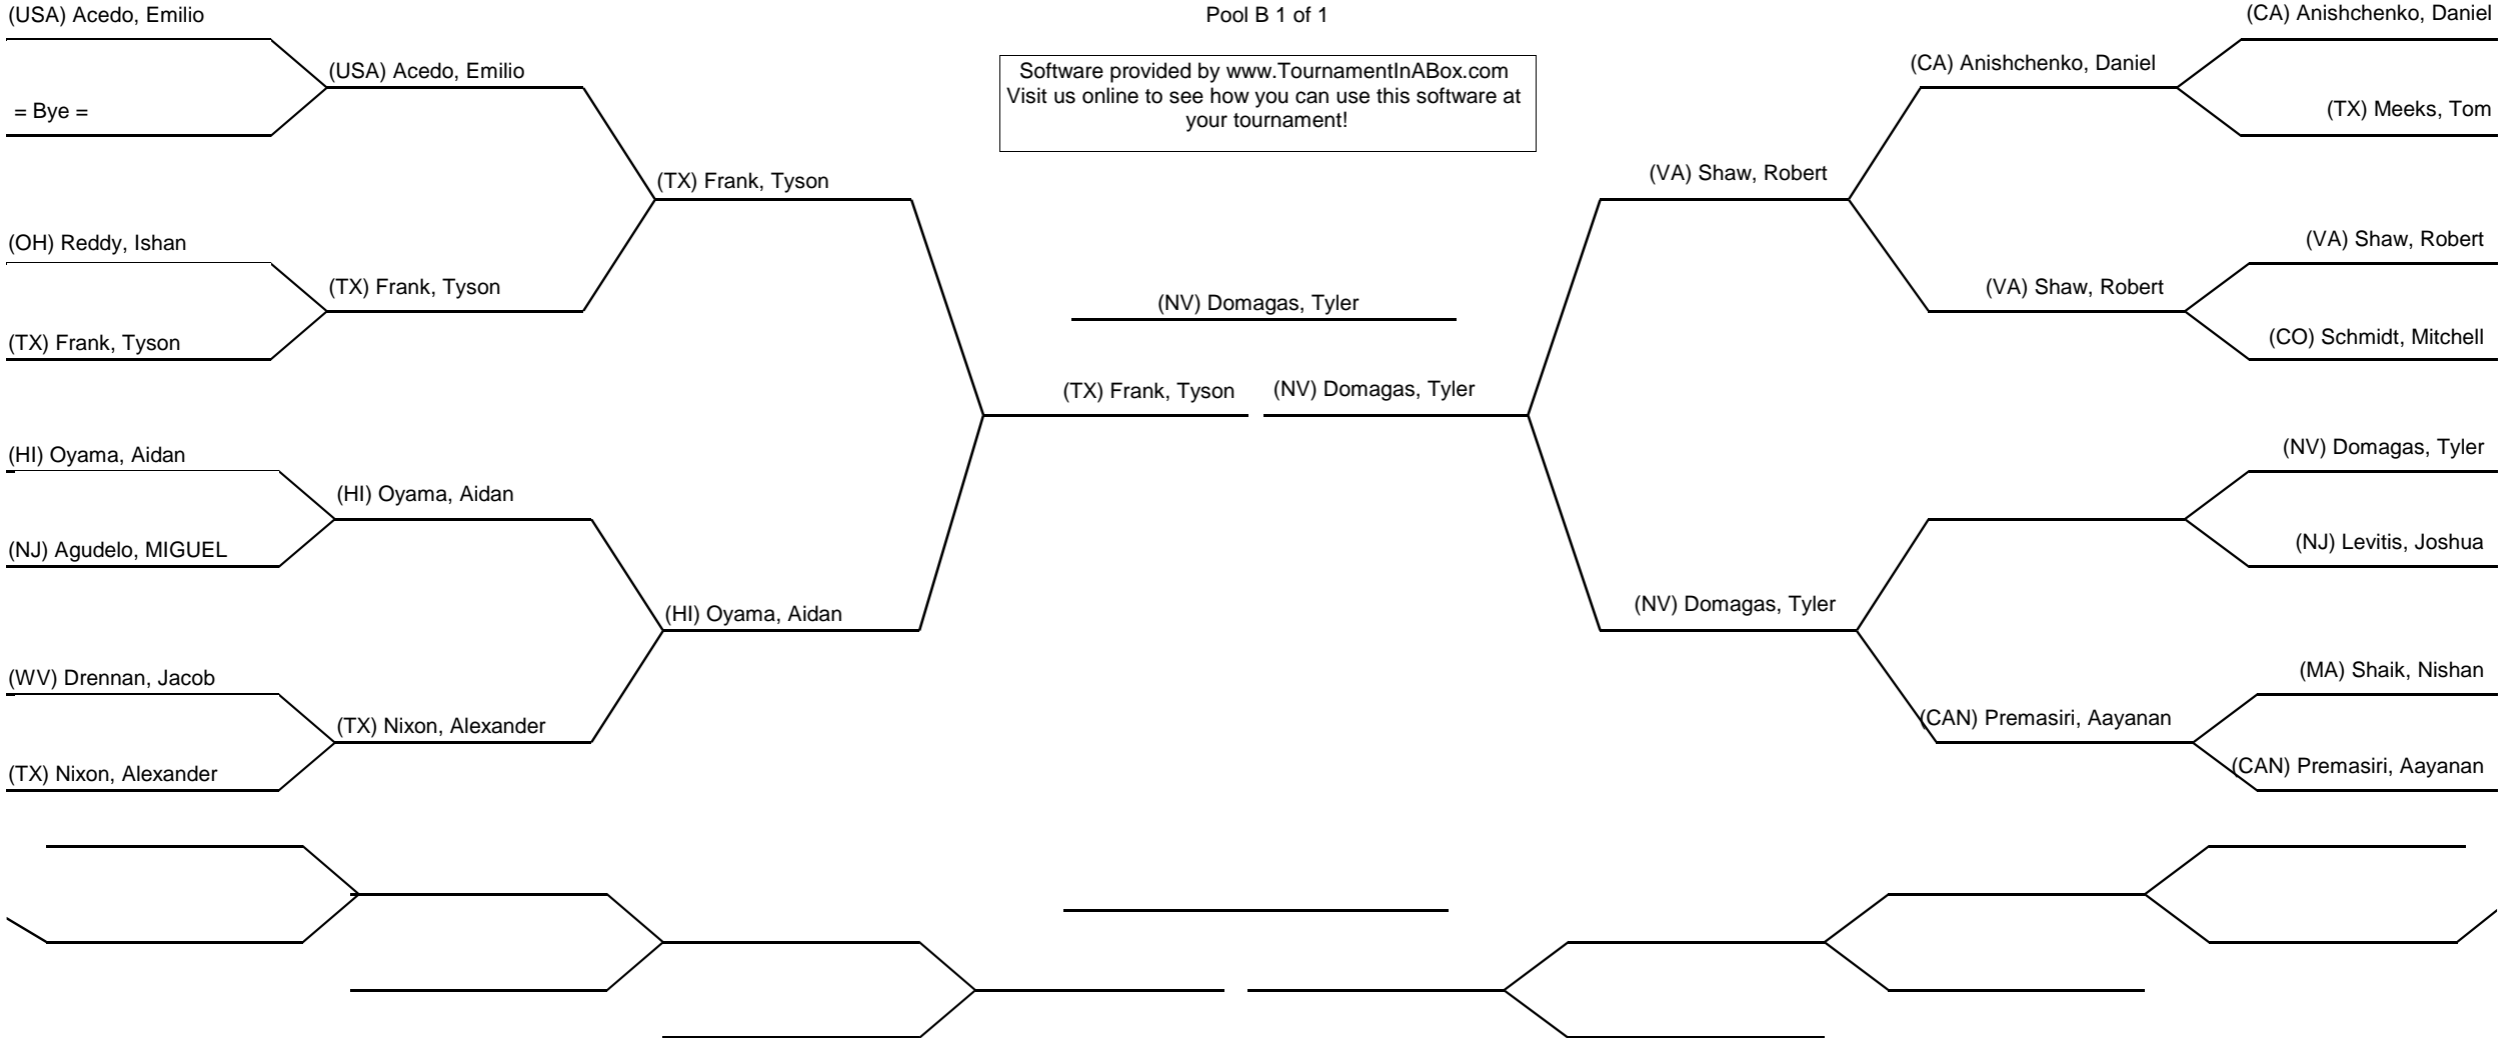 (USA) Acedo, Emilio
= Bye =
(OH) Reddy, Ishan
(TX) Frank, Tyson
(HI) Oyama, Aidan
(NJ) Agudelo, MIGUEL
(WV) Drennan, Jacob
(TX) Nixon, Alexander
(USA) Acedo, Emilio
(TX) Frank, Tyson
(HI) Oyama, Aidan
(TX) Nixon, Alexander
(TX) Frank, Tyson
(HI) Oyama, Aidan
Pool B 1 of 1
Software provided by www.TournamentInABox.com
Visit us online to see how you can use this software at
your tournament!
(NV) Domagas, Tyler
(TX) Frank, Tyson
(NV) Domagas, Tyler
(VA) Shaw, Robert
(NV) Domagas, Tyler
(CA) Anishchenko, Daniel
(VA) Shaw, Robert
(CAN) Premasiri, Aayanan
(CA) Anishchenko, Daniel
(TX) Meeks, Tom
(VA) Shaw, Robert
(CO) Schmidt, Mitchell
(NV) Domagas, Tyler
(NJ) Levitis, Joshua
(MA) Shaik, Nishan
(CAN) Premasiri, Aayanan